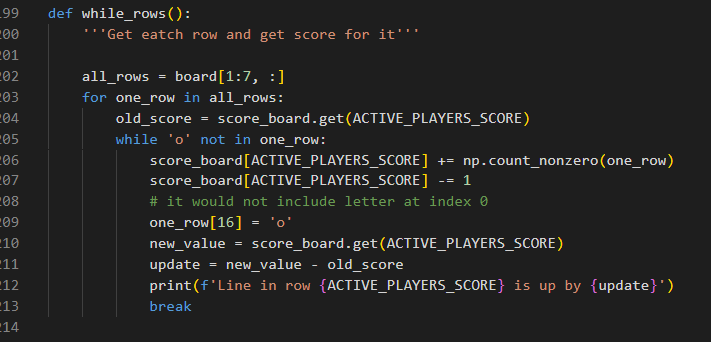 199 def while_rows():
200     '''Get eatch row and get score for it'''
201
202     all_rows = board[1:7, :]
203     for one_row in all_rows:
204         old_score = score_board.get(ACTIVE_PLAYERS_SCORE)
205         while 'o' not in one_row:
206             score_board[ACTIVE_PLAYERS_SCORE] += np.count_nonzero(one_row)
207             score_board[ACTIVE_PLAYERS_SCORE] -= 1
208             # it would not include letter at index 0
209             one_row[16] = 'o'
210             new_value = score_board.get(ACTIVE_PLAYERS_SCORE)
211             update = new_value - old_score
212             print(f'Line in row {ACTIVE_PLAYERS_SCORE} is up by {update}')
213             break
214